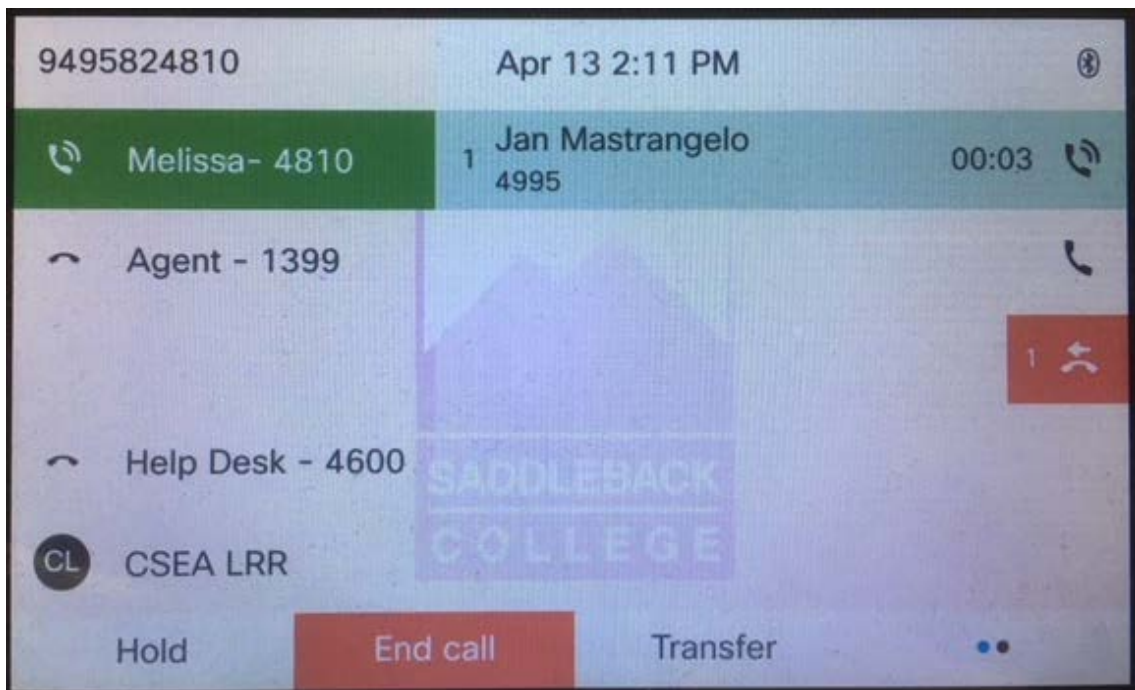 9495824810 Apr 13 2:11 PM
Melissa- 4810 1 Jan Mastrangelo 00:03
4995
Agent - 1399
1
Help Desk - 4600
SADDLEBACK
COLLEGE
CL CSEA LRR
Hold End call Transfer